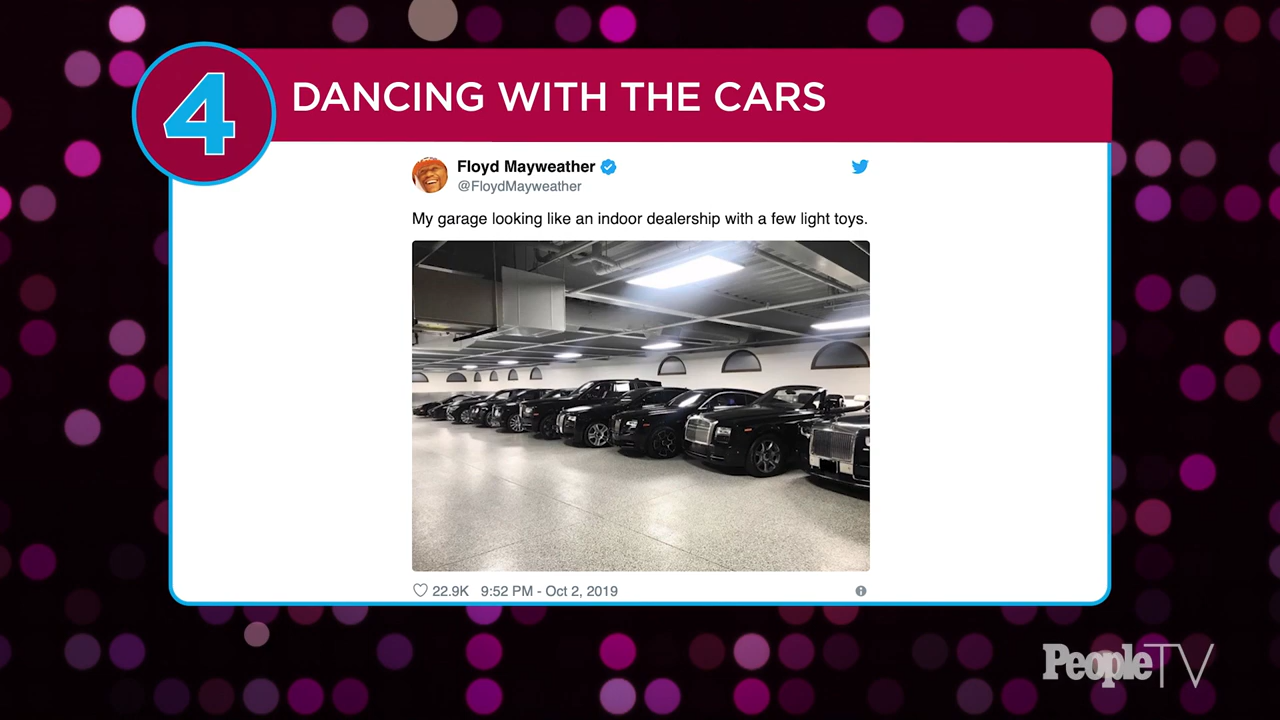 4
DANCING WITH THE CARS
Floyd Mayweather
@FloydMayweather
My garage looking like an indoor dealership with a few light toys.
22.9K 9:52 PM - Oct 2, 2019
PeopleTV